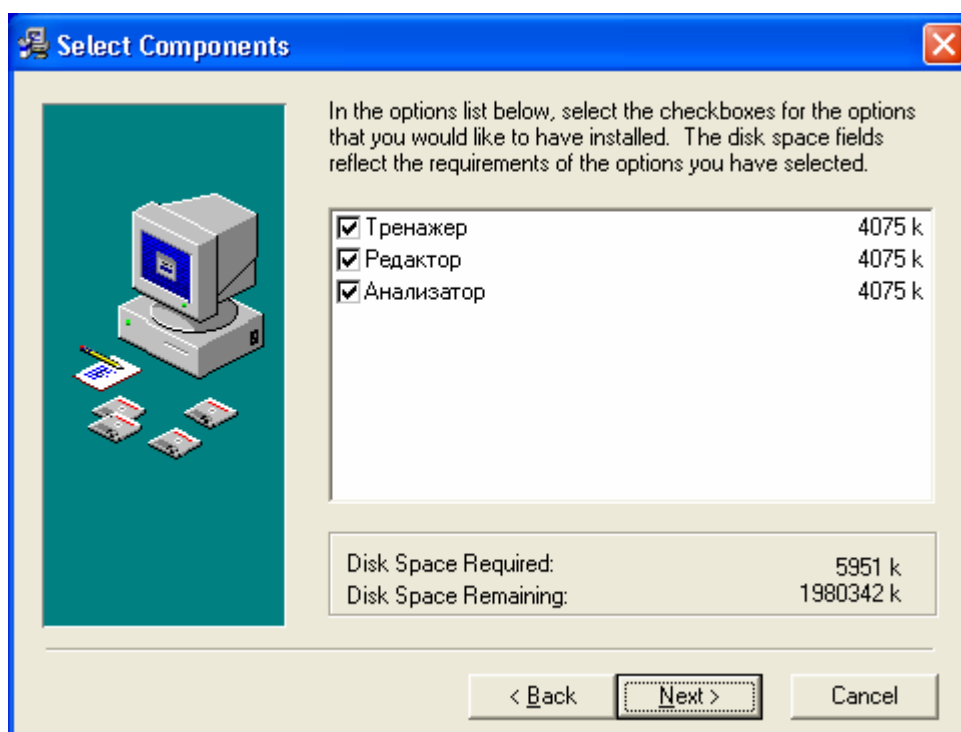 Select Components
In the options list below, select the checkboxes for the options
that you would like to have installed. The disk space fields
reflect the requirements of the options you have selected.
Тренажер 4075 k
Редактор 4075 k
Анализатор 4075 k
Disk Space Required: 5951 k
Disk Space Remaining: 1980342 k
< Back Next > Cancel